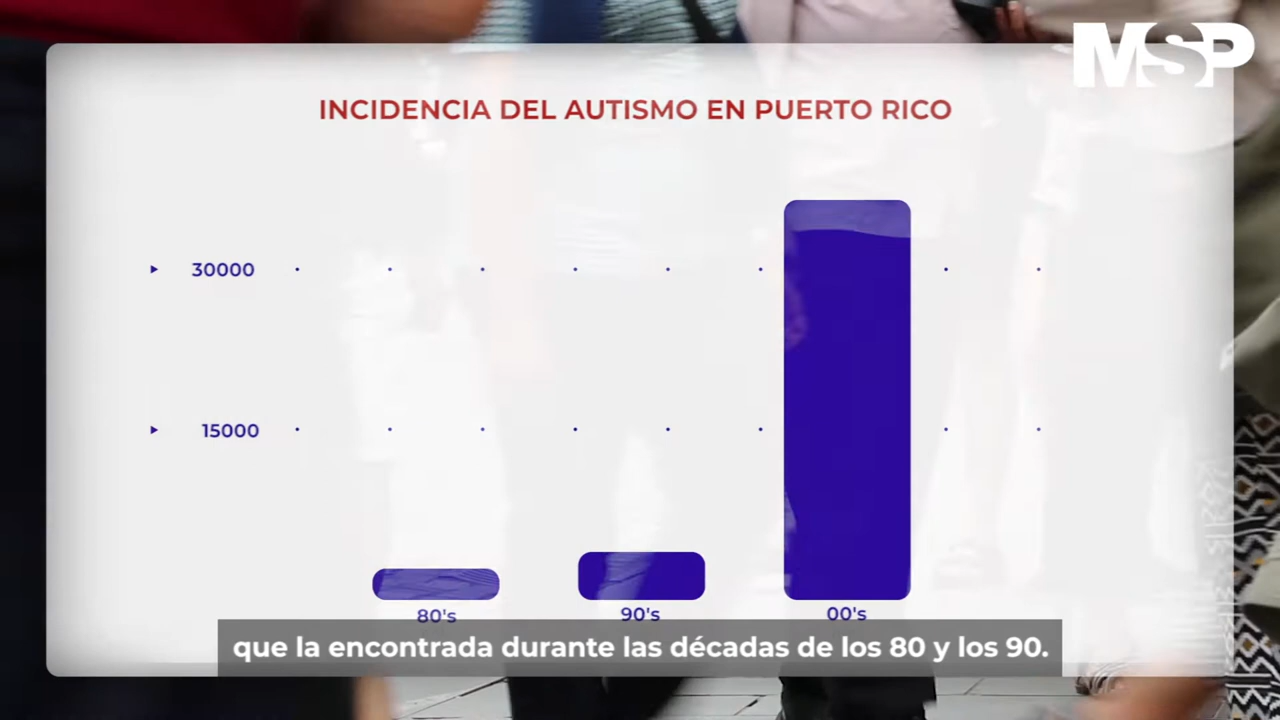 MSP
INCIDENCIA DEL AUTISMO EN PUERTO RICO
30000
15000
80's
90's
00's
que la encontrada durante las décadas de los 80 y los 90.